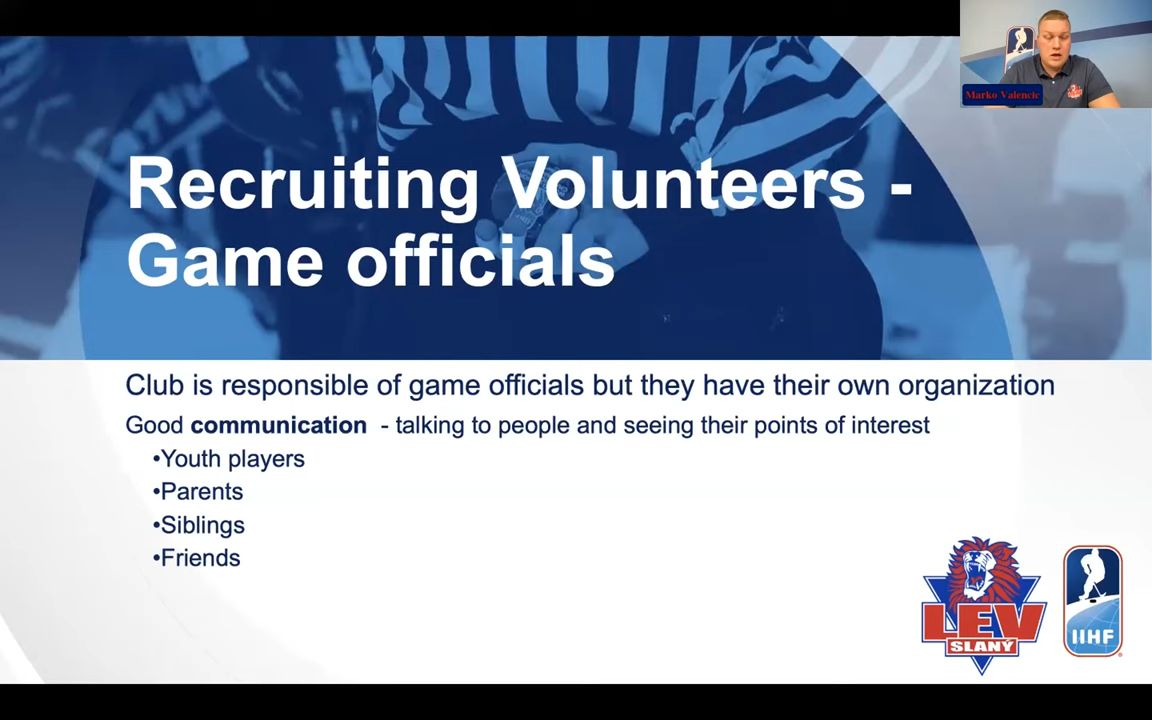 Marko Valencic
Recruiting Volunteers -
Game officials
Club is responsible of game officials but they have their own organization
Good communication - talking to people and seeing their points of interest
•Youth players
•Parents
•Siblings
•Friends
LEV
SLANÝ
IIHF